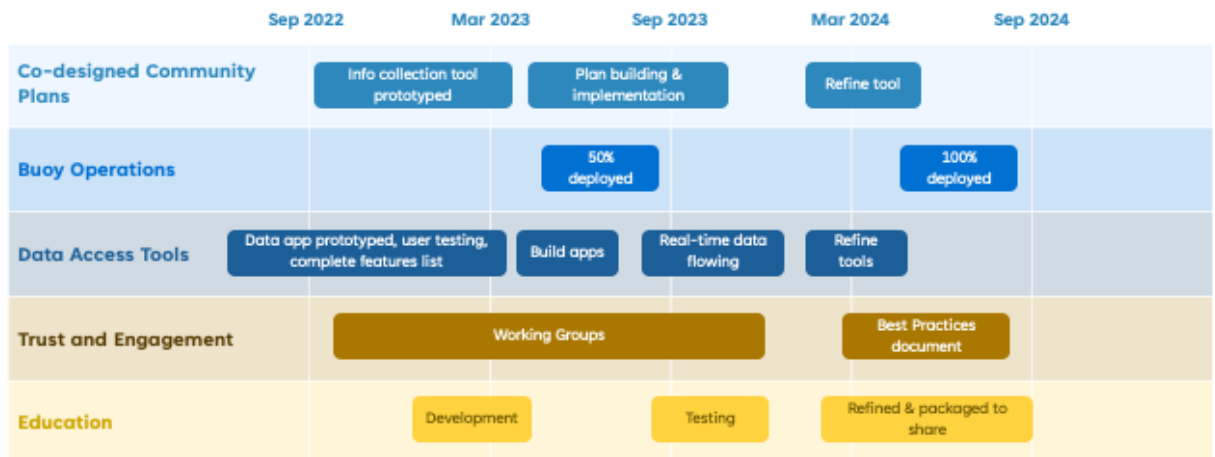 Sep 2022 Mar 2023 Sep 2023 Mar 2024 Sep 2024
Co-designed Community
Plans
Info collection tool
prototyped
Plan building &
implementation
Refine tool
Buoy Operations
50%
deployed
100%
deployed
Data Access Tools
Data app prototyped, user testing,
complete features list
Build apps
Real-time data
flowing
Refine
tools
Trust and Engagement
Working Groups
Best Practices
document
Education
Development
Testing
Refined & packaged to
share